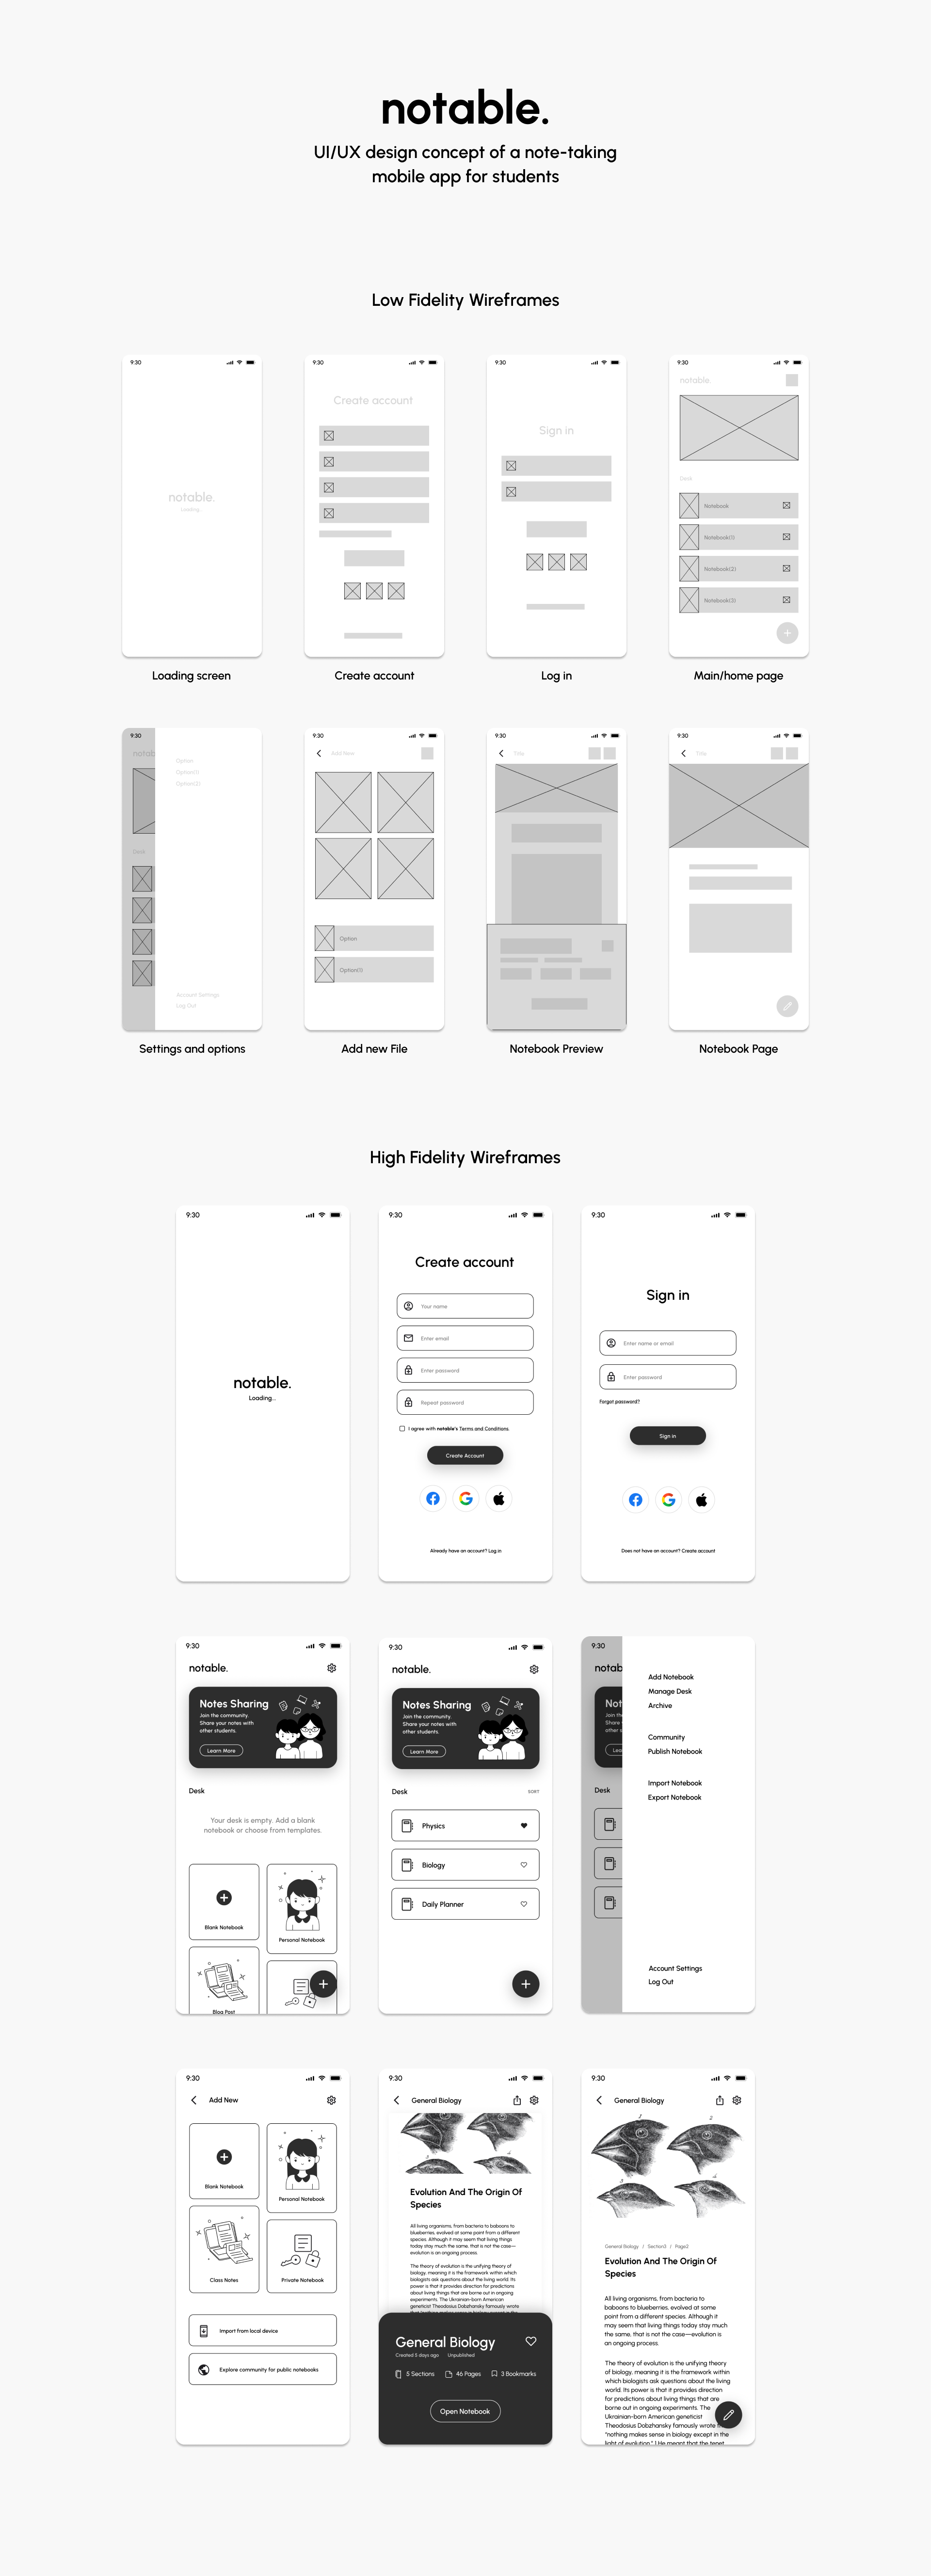 notable.
UI/UX design concept of a note-taking
mobile app for students
Low Fidelity Wireframes
9:30
notable.
Loading...
Loading screen
9:30
Create account
Create account
9:30
Sign in
Log in
9:30
notable.
Desk
Notebook
Notebook(1)
Notebook(2)
Notebook(3)
Main/home page
9:30
notab
Desk
Option
Option(1)
Option(2)
Account Settings
Log Out
Settings and options
9:30
Add New
Option
Option(1)
Add new File
9:30
Title
Notebook Preview
9:30
Title
Notebook Page
High Fidelity Wireframes
9:30
notable.
Loading...
9:30
Create account
Your name
Enter email
Enter password
Repeat password
I agree with notable's Terms and Conditions.
Create Account
Already have an account? Log in
9:30
Sign in
Enter name or email
Enter password
Forgot password?
Sign in
Does not have an account? Create account
9:30
notable.
Notes Sharing
Join the community.
Share your notes with
other students.
Learn More
Desk
Your desk is empty. Add a blank
notebook or choose from templates.
Blank Notebook
Personal Notebook
Blog Post
9:30
notable.
Notes Sharing
Join the community.
Share your notes with
other students.
Learn More
Desk
SORT
Physics
Biology
Daily Planner
9:30
notab
Not
Join the
Share y
other st
Lea
Desk
Add Notebook
Manage Desk
Archive
Community
Publish Notebook
Import Notebook
Export Notebook
Account Settings
Log Out
9:30
Add New
Blank Notebook
Personal Notebook
Class Notes
Private Notebook
Import from local device
Explore community for public notebooks
9:30
General Biology
Evolution And The Origin Of
Species
All living organisms, from bacteria to baboons to
blueberries, evolved at some point from a different
species. Although it may seem that living things
today stay much the same, that is not the case—
evolution is an ongoing process.
The theory of evolution is the unifying theory of
biology, meaning it is the framework within which
biologists ask questions about the living world. Its
power is that it provides direction for predictions
about living things that are borne out in ongoing
experiments. The Ukrainian-born American
geneticist Theodosius Dobzhansky famously wrote
General Biology
Created 5 days ago
Unpublished
5 Sections
46 Pages
3 Bookmarks
Open Notebook
9:30
General Biology
General Biology / Section3 / Page2
Evolution And The Origin Of
Species
All living organisms, from bacteria to
baboons to blueberries, evolved at some
point from a different species. Although it
may seem that living things today stay much
the same, that is not the case—evolution is
an ongoing process.
The theory of evolution is the unifying theory
of biology, meaning it is the framework within
which biologists ask questions about the living
world. Its power is that it provides direction
for predictions about living things that are
borne out in ongoing experiments. The
Ukrainian-born American geneticist
Theodosius Dobzhansky famously wrote
"nothing makes sense in biology except in the
light of evolution." 1 He meant that the tenet